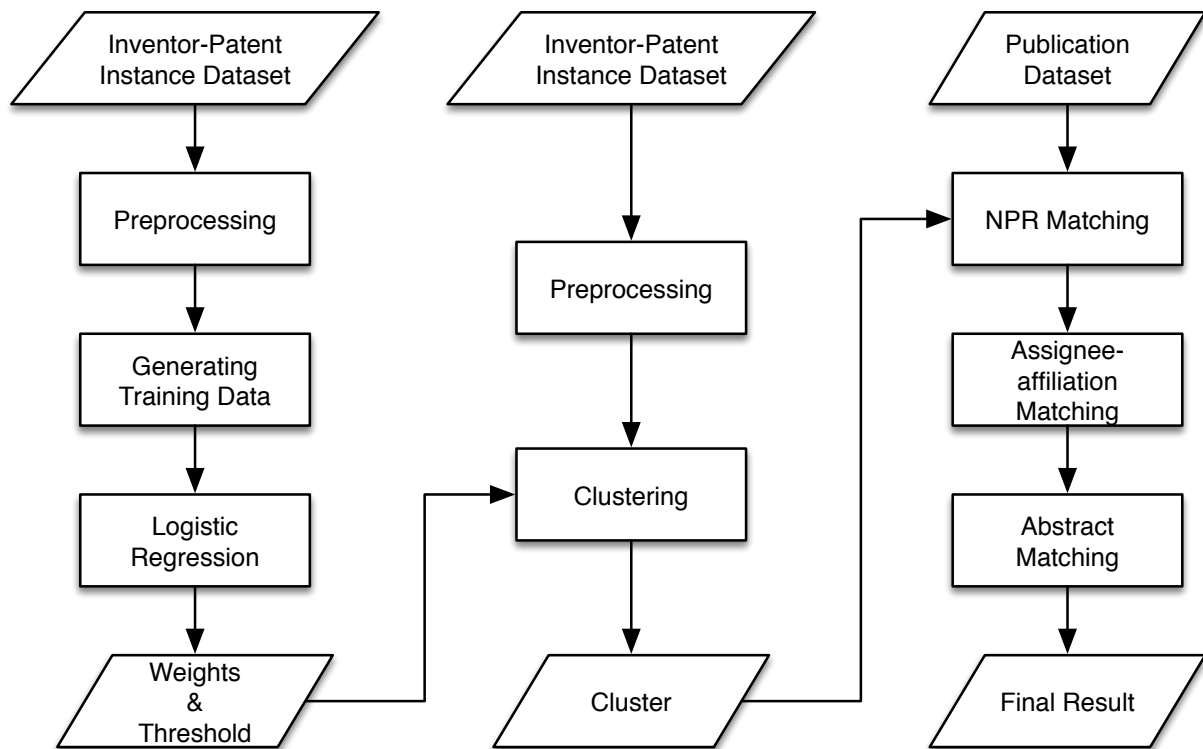 Inventor-Patent
Instance Dataset
Preprocessing
Generating
Training Data
Logistic
Regression
Weights
&
Threshold
Inventor-Patent
Instance Dataset
Preprocessing
Clustering
Cluster
Publication
Dataset
NPR Matching
Assignee-
affiliation
Matching
Abstract
Matching
Final Result